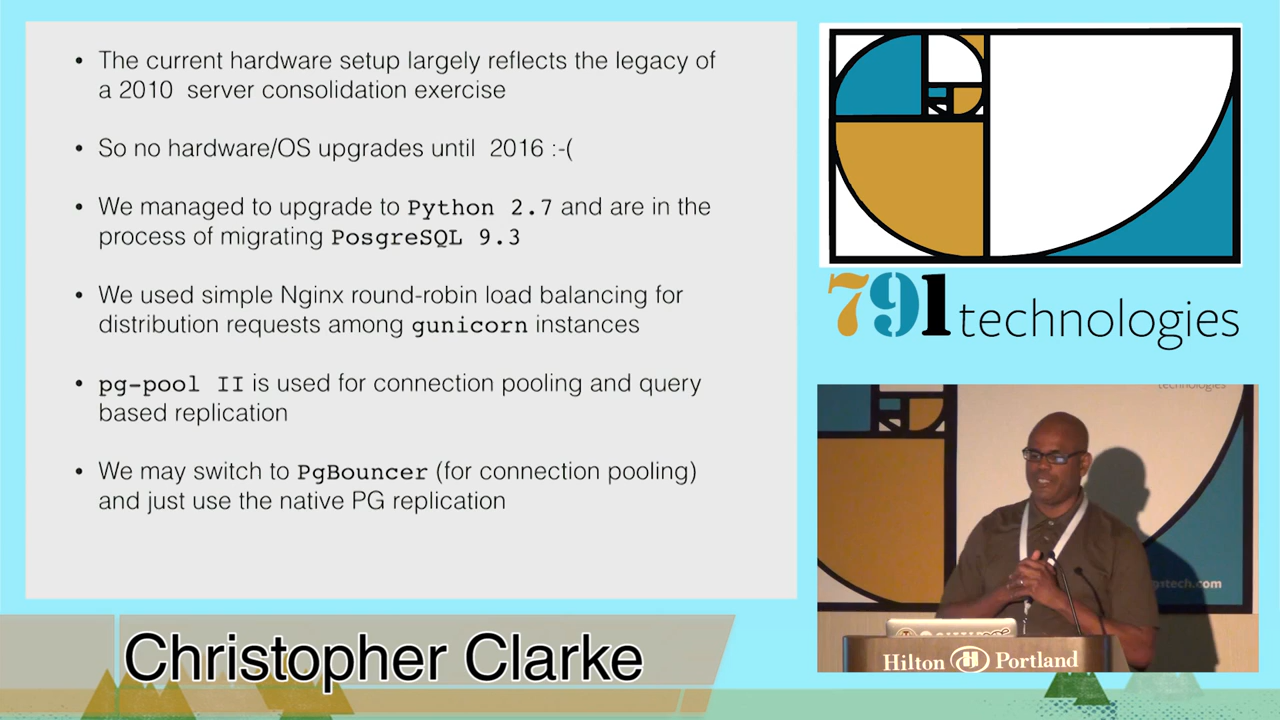 • The current hardware setup largely reflects the legacy of
a 2010 server consolidation exercise
• So no hardware/OS upgrades until 2016 :-(
• We managed to upgrade to Python 2.7 and are in the
process of migrating PosgreSQL 9.3
• We used simple Nginx round-robin load balancing for
distribution requests among gunicorn instances
• pg-pool II is used for connection pooling and query
based replication
• We may switch to PgBouncer (for connection pooling)
and just use the native PG replication
791 technologies
technologies
Hilton H Portland
Christopher Clarke